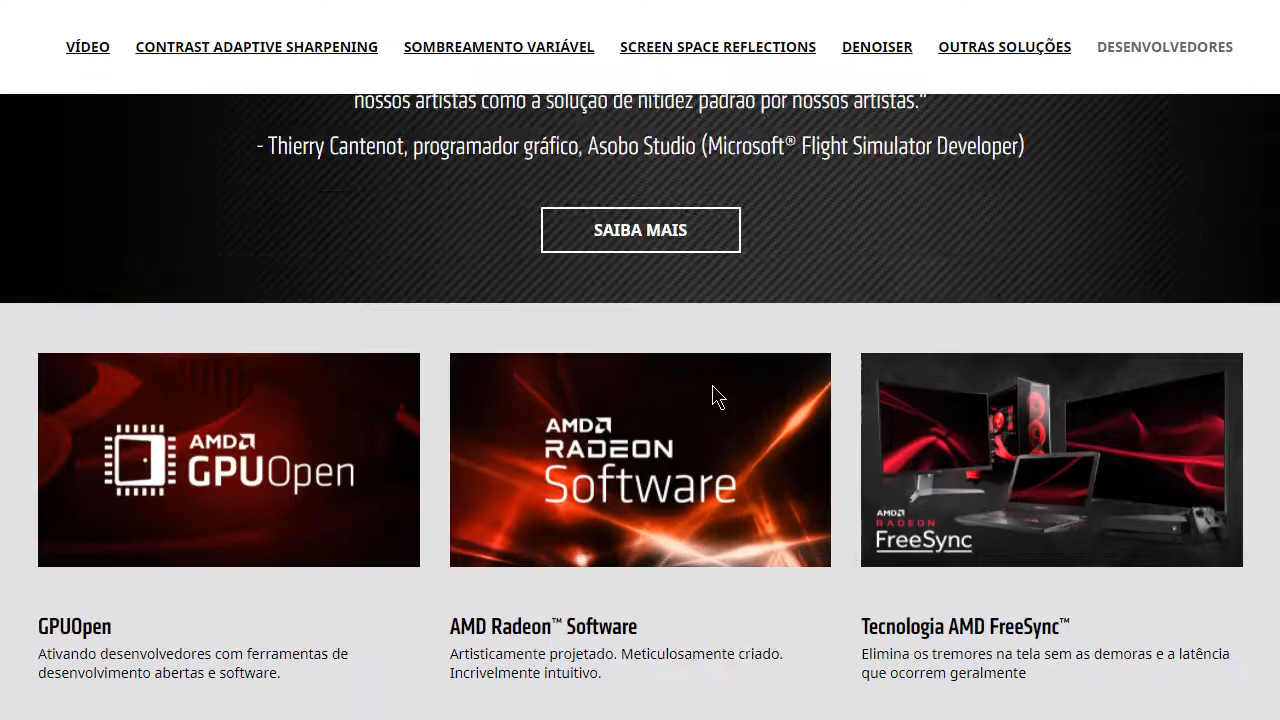 VÍDEO CONTRAST ADAPTIVE SHARPENING SOMBREAMENTO VARIÁVEL SCREEN SPACE REFLECTIONS DENOISER OUTRAS SOLUÇÕES DESENVOLVEDORES
nossos artistas como a solução de nitidez padrão por nossos artistas."
- Thierry Cantenot, programador gráfico, Asobo Studio (Microsoft® Flight Simulator Developer)
SAIBA MAIS
AMD
GPUOpen
AMD
RADEON
Software
AMD
RADEON
FreeSync
GPUOpen
Ativando desenvolvedores com ferramentas de
desenvolvimento abertas e software.
AMD Radeon™ Software
Artisticamente projetado. Meticulosamente criado.
Incrivelmente intuitivo.
Tecnologia AMD FreeSync™
Elimina os tremores na tela sem as demoras e a latência
que ocorrem geralmente